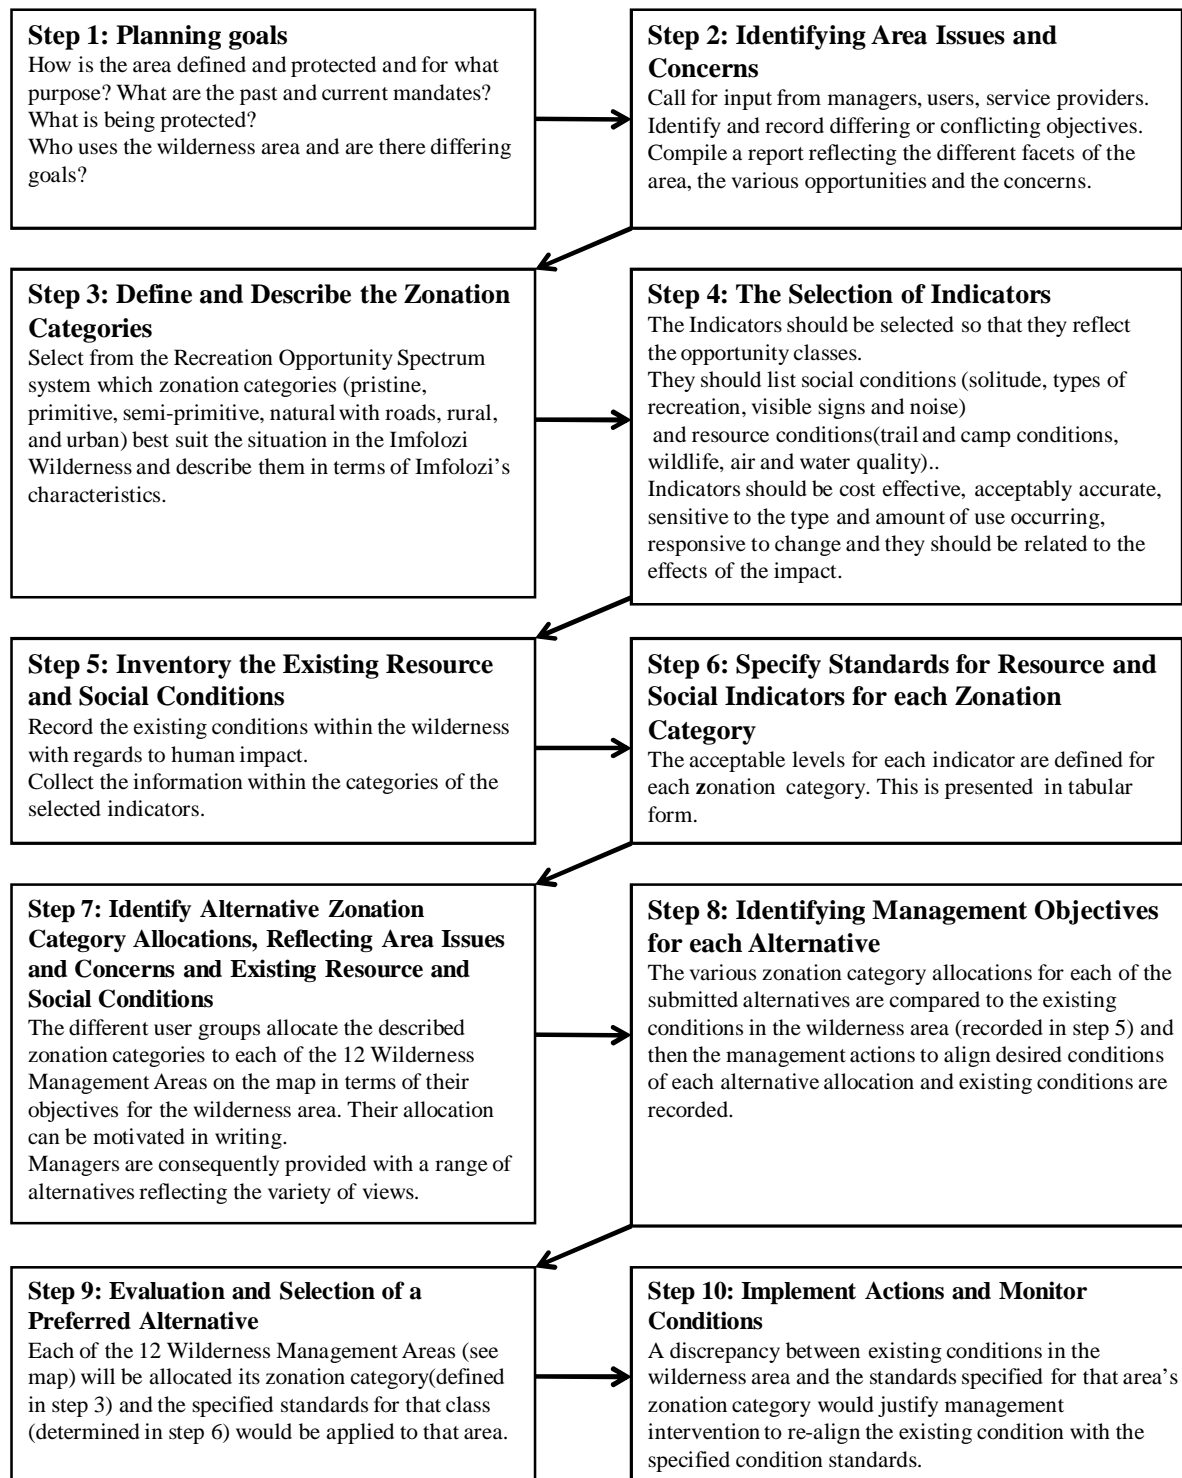 Step 1: Planning goals
How is the area defined and protected and for what
purpose? What are the past and current mandates?
What is being protected?
Who uses the wilderness area and are there differing
goals?
Step 2: Identifying Area Issues and
Concerns
Call for input from managers, users, service providers.
Identify and record differing or conflicting objectives.
Compile a report reflecting the different facets of the
area, the various opportunities and the concerns.
Step 3: Define and Describe the Zonation
Categories
Select from the Recreation Opportunity Spectrum
system which zonation categories (pristine,
primitive, semi-primitive, natural with roads, rural,
and urban) best suit the situation in the Imfolozi
Wilderness and describe them in terms of Imfolozi's
characteristics.
Step 4: The Selection of Indicators
The Indicators should be selected so that they reflect
the opportunity classes.
They should list social conditions (solitude, types of
recreation, visible signs and noise)
and resource conditions(trail and camp conditions,
wildlife, air and water quality)..
Indicators should be cost effective, acceptably accurate,
sensitive to the type and amount of use occurring,
responsive to change and they should be related to the
effects of the impact.
Step 5: Inventory the Existing Resource
and Social Conditions
Record the existing conditions within the wilderness
with regards to human impact.
Collect the information within the categories of the
selected indicators.
Step 6: Specify Standards for Resource and
Social Indicators for each Zonation
Category
The acceptable levels for each indicator are defined for
each zonation category. This is presented in tabular
form.
Step 7: Identify Alternative Zonation
Category Allocations, Reflecting Area Issues
and Concerns and Existing Resource and
Social Conditions
The different user groups allocate the described
zonation categories to each of the 12 Wilderness
Management Areas on the map in terms of their
objectives for the wilderness area. Their allocation
can be motivated in writing.
Managers are consequently provided with a range of
alternatives reflecting the variety of views.
Step 8: Identifying Management Objectives
for each Alternative
The various zonation category allocations for each of the
submitted alternatives are compared to the existing
conditions in the wilderness area (recorded in step 5) and
then the management actions to align desired conditions
of each alternative allocation and existing conditions are
recorded.
Step 9: Evaluation and Selection of a
Preferred Alternative
Each of the 12 Wilderness Management Areas (see
map) will be allocated its zonation category(defined
in step 3) and the specified standards for that class
(determined in step 6) would be applied to that area.
Step 10: Implement Actions and Monitor
Conditions
A discrepancy between existing conditions in the
wilderness area and the standards specified for that area's
zonation category would justify management
intervention to re-align the existing condition with the
specified condition standards.